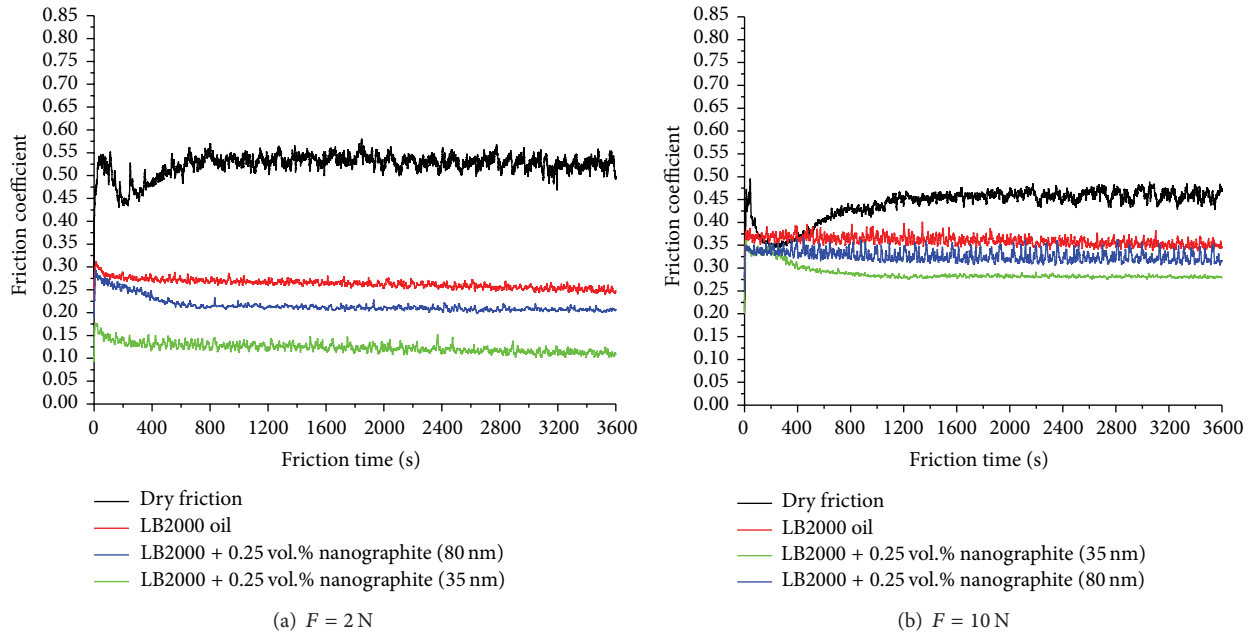 0.85
0.80
0.75
0.70
0.65
0.60
0.55
0.50
0.45
0.40
0.35
0.30
0.25
0.20
0.15
0.10
0.05
0.00
Friction coefficient
0 400 800 1200 1600 2000 2400 2800 3200 3600
Friction time (s)
Dry friction
LB2000 oil
LB2000 + 0.25 vol.% nanographite (80 nm)
LB2000 + 0.25 vol.% nanographite (35 nm)
(a) F = 2 N
0.85
0.80
0.75
0.70
0.65
0.60
0.55
0.50
0.45
0.40
0.35
0.30
0.25
0.20
0.15
0.10
0.05
0.00
Friction coefficient
0 400 800 1200 1600 2000 2400 2800 3200 3600
Friction time (s)
Dry friction
LB2000 oil
LB2000 + 0.25 vol.% nanographite (35 nm)
LB2000 + 0.25 vol.% nanographite (80 nm)
(b) F = 10 N